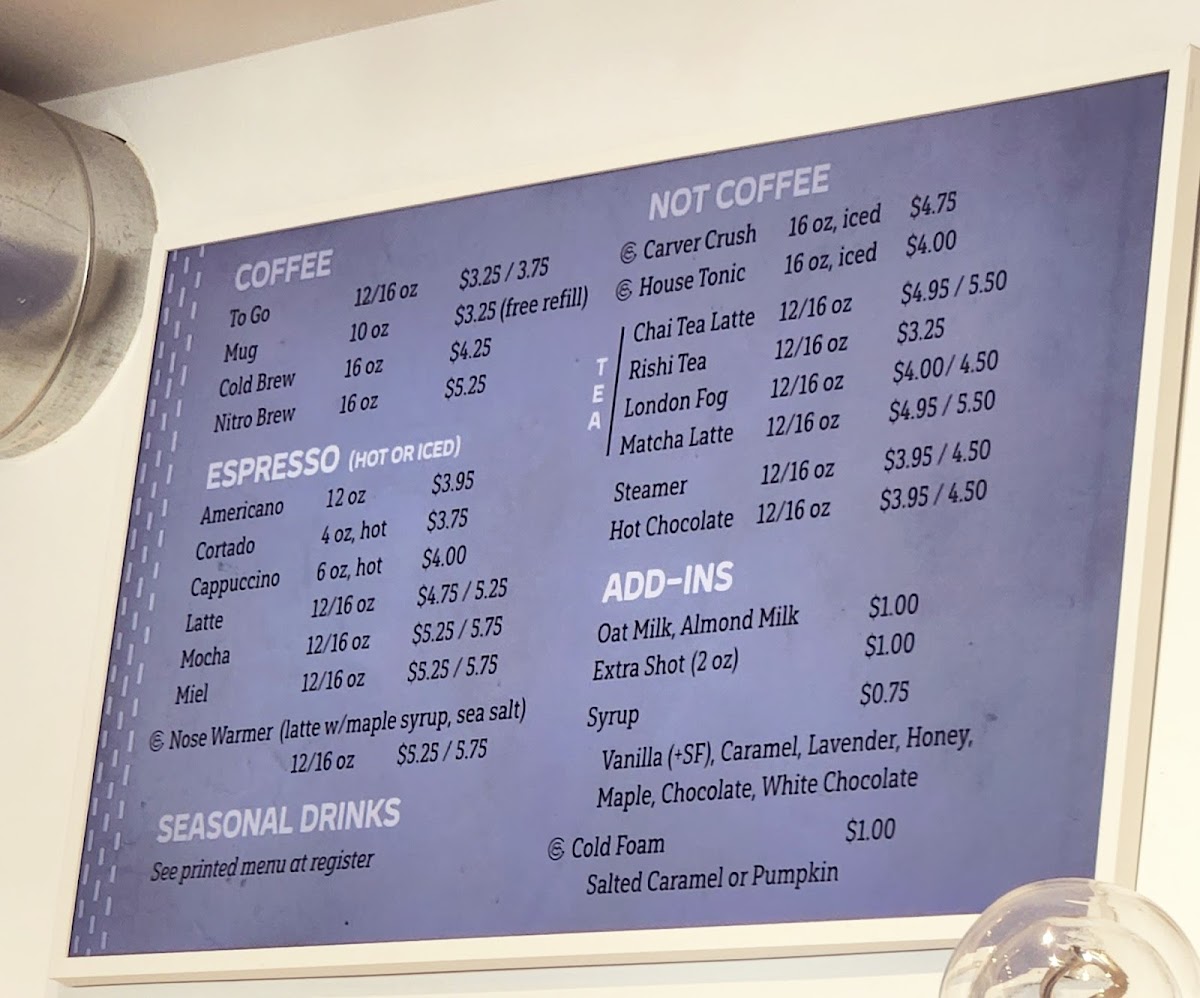 COFFEE
To Go 12/16 oz $3.25 / 3.75
Mug 10 oz $3.25 (free refill)
Cold Brew 16 oz $4.25
Nitro Brew 16 oz $5.25
ESPRESSO (HOT OR ICED)
Americano 12 oz $3.95
Cortado 4 oz, hot $3.75
Cappuccino 6 oz, hot $4.00
Latte 12/16 oz $4.75 / 5.25
Mocha 12/16 oz $5.25 / 5.75
Miel 12/16 oz $5.25 / 5.75
Nose Warmer (latte w/maple syrup, sea salt)
12/16 oz $5.25 / 5.75
SEASONAL DRINKS
See printed menu at register
NOT COFFEE
Carver Crush 16 oz, iced $4.75
House Tonic 16 oz, iced $4.00
TEA
Chai Tea Latte 12/16 oz $4.95 / 5.50
Rishi Tea 12/16 oz $3.25
London Fog 12/16 oz $4.00/ 4.50
Matcha Latte 12/16 oz $4.95 / 5.50
Steamer 12/16 oz $3.95 / 4.50
Hot Chocolate 12/16 oz $3.95 / 4.50
ADD-INS
Oat Milk, Almond Milk $1.00
Extra Shot (2 oz) $1.00
Syrup $0.75
Vanilla (+SF), Caramel, Lavender, Honey,
Maple, Chocolate, White Chocolate
Cold Foam $1.00
Salted Caramel or Pumpkin